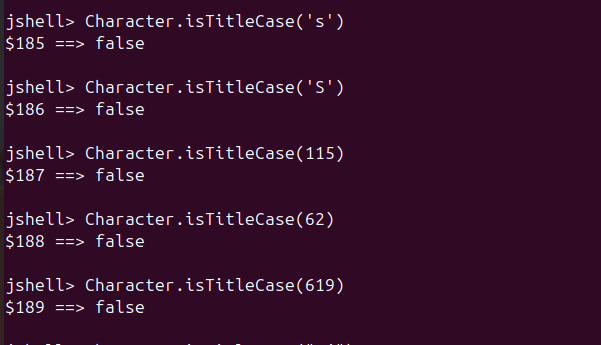 jshell> Character.isTitleCase('s')
$185 ==> false
jshell> Character.isTitleCase('S')
$186 ==> false
jshell> Character.isTitleCase(115)
$187 ==> false
jshell> Character.isTitleCase(62)
$188 ==> false
jshell> Character.isTitleCase(619)
$189 ==> false